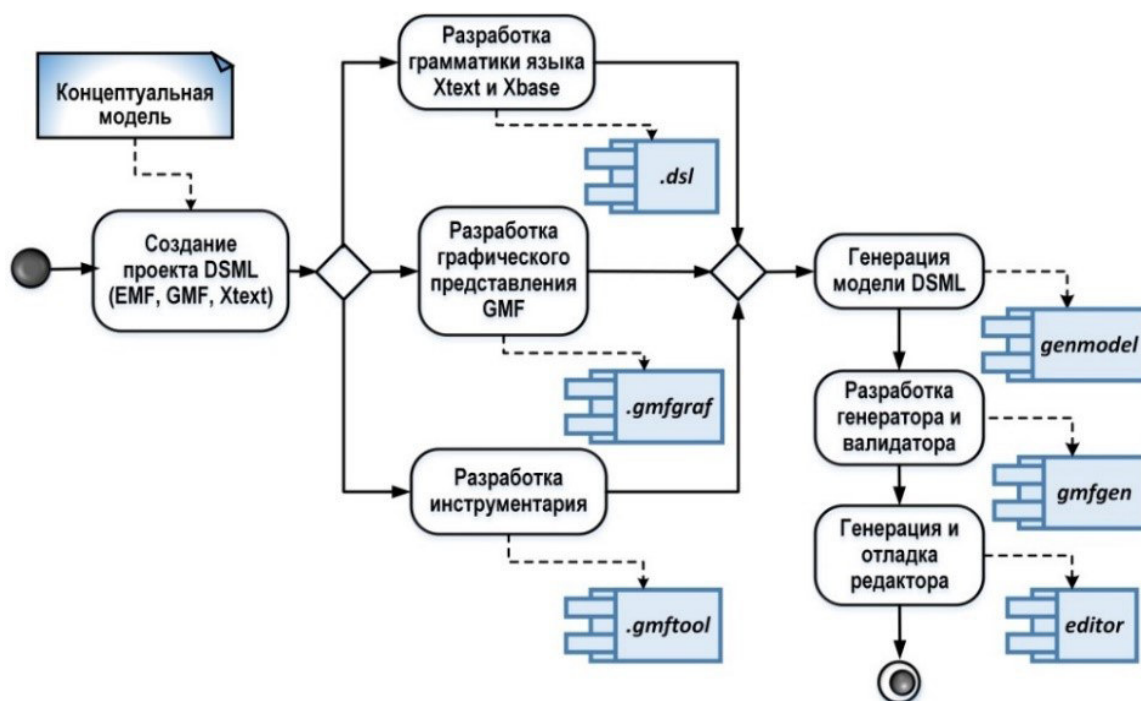 Концептуальная
модель
Создание
проекта DSML
(EMF, GMF, Xtext)
Разработка
грамматики языка
Xtext и Xbase
.dsl
Разработка
графического
представления
GMF
.gmfgraf
Разработка
инструментария
.gmftool
Генерация
модели DSML
genmodel
Разработка
генератора и
валидатора
gmfgen
Генерация и
отладка
редактора
editor